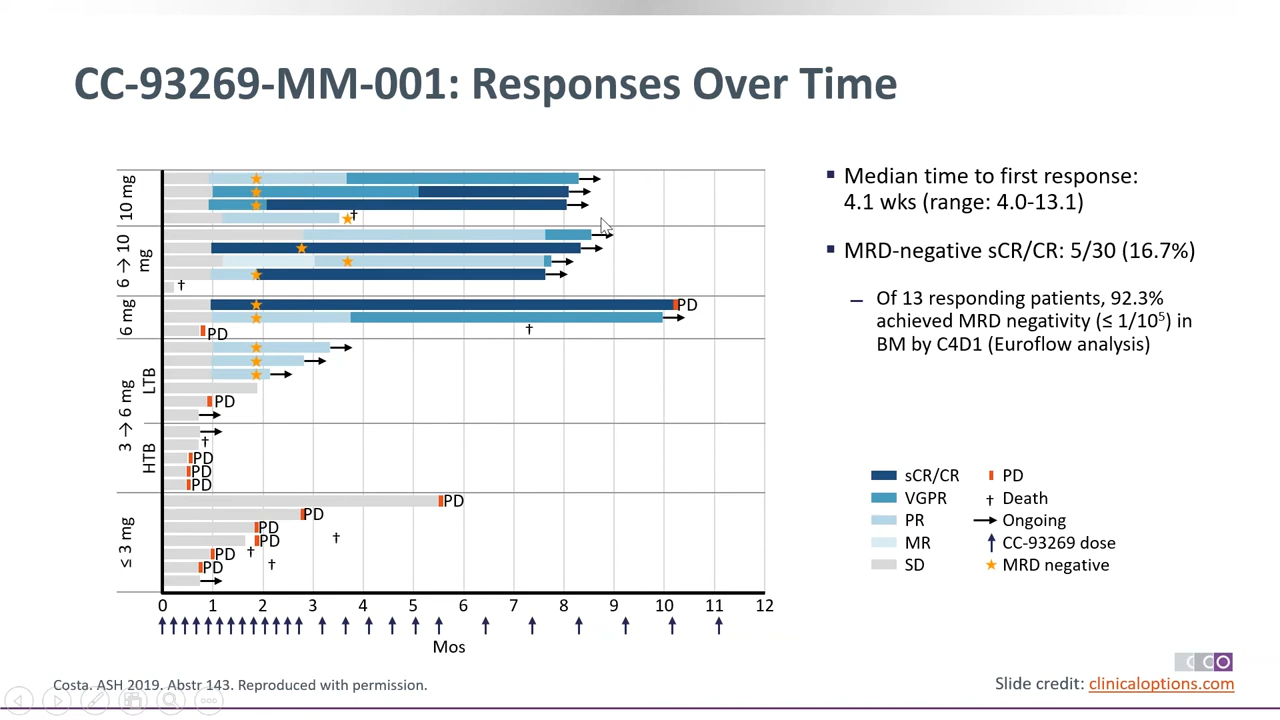 CC-93269-MM-001: Responses Over Time
10 mg
6 → 10
mg
6 mg
3 → 6 mg
LTB
HTB
≤ 3 mg
†
†
PD
†
PD
PD
†
PD
PD
PD
PD
PD
PD
PD
†
†
PD
†
PD
0 1 2 3 4 5 6 7 8 9 10 11 12
Mos
▪ Median time to first response:
4.1 wks (range: 4.0-13.1)
▪ MRD-negative sCR/CR: 5/30 (16.7%)
– Of 13 responding patients, 92.3%
achieved MRD negativity (≤ 1/10⁵) in
BM by C4D1 (Euroflow analysis)
sCR/CR
VGPR
PR
MR
SD
PD
† Death
Ongoing
CC-93269 dose
MRD negative
CCO
Costa. ASH 2019. Abstr 143. Reproduced with permission.
Slide credit: clinicaloptions.com